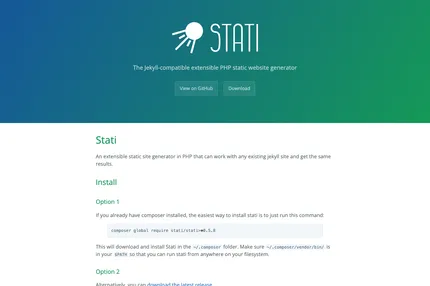 STATI
The Jekyll-compatible extensible PHP static website generator
View on GitHub
Download
Stati
An extensible static site generator in PHP that can work with any existing jekyll site and get the same
results.
Install
Option 1
If you already have composer installed, the easiest way to install stati is to just run this command
composer global require stati/stati=0.5.0
This will download and install Stati in the ~/.composer folder. Make sure ~/.composer/vendor/bin/ is
in your $PATH so that you can run stati from anywhere on your filesystem.
Option 2
Alternatively, you can download the latest release